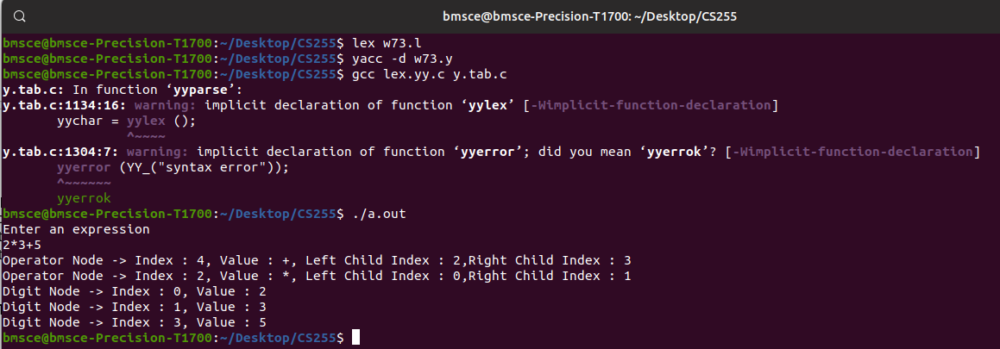 bmsce@bmsce-Precision-T1700: ~/Desktop/CS255
bmsce@bmsce-Precision-T1700:~/Desktop/CS255$ lex w73.l
bmsce@bmsce-Precision-T1700:~/Desktop/CS255$ yacc -d w73.y
bmsce@bmsce-Precision-T1700:~/Desktop/CS255$ gcc lex.yy.c y.tab.c
y.tab.c: In function ‘yyparse’:
y.tab.c:1134:16: warning: implicit declaration of function ‘yylex’ [-Wimplicit-function-declaration]
       yychar = yylex ();
                ^~~~~
y.tab.c:1304:7: warning: implicit declaration of function ‘yyerror’; did you mean ‘yyerrok’? [-Wimplicit-function-declaration]
       yyerror (YY_("syntax error"));
       ^~~~~~~
       yyerrok
bmsce@bmsce-Precision-T1700:~/Desktop/CS255$ ./a.out
Enter an expression
2*3+5
Operator Node -> Index : 4, Value : +, Left Child Index : 2,Right Child Index : 3
Operator Node -> Index : 2, Value : *, Left Child Index : 0,Right Child Index : 1
Digit Node -> Index : 0, Value : 2
Digit Node -> Index : 1, Value : 3
Digit Node -> Index : 3, Value : 5
bmsce@bmsce-Precision-T1700:~/Desktop/CS255$